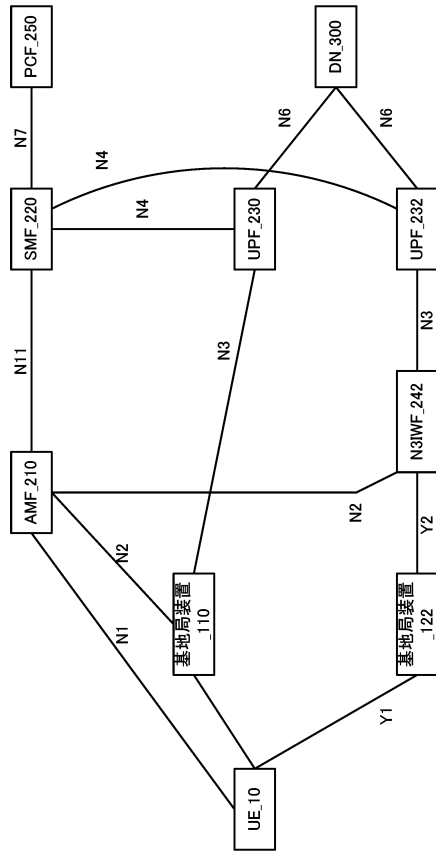 PCF_250
N7
SMF_220
N11
AMF_210
N4
N4
N1
N2
N2
DN_300
N6
N6
UPF_230
UPF_232
N3
N3
N3IWF_242
Y2
基地局装置
_110
基地局装置
_122
Y1
UE_10